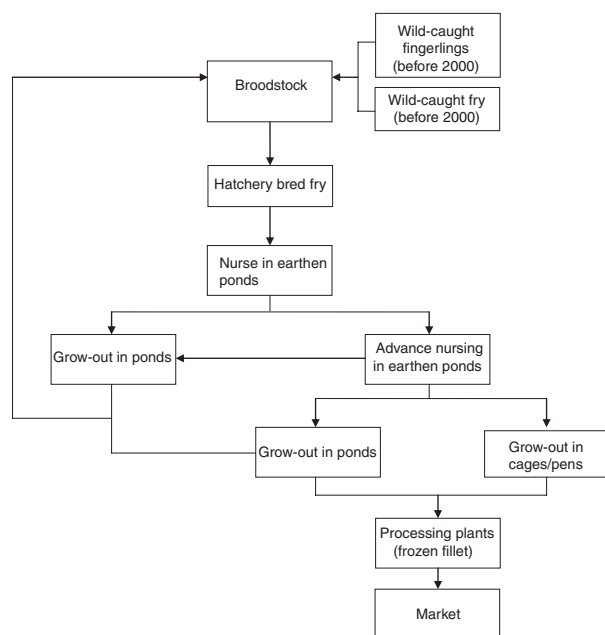 Wild-caught
fingerlings
(before 2000)
Broodstock
Wild-caught fry
(before 2000)
Hatchery bred fry
Nurse in earthen
ponds
Grow-out in ponds
Advance nursing
in earthen ponds
Grow-out in ponds
Grow-out in
cages/pens
Processing plants
(frozen fillet)
Market